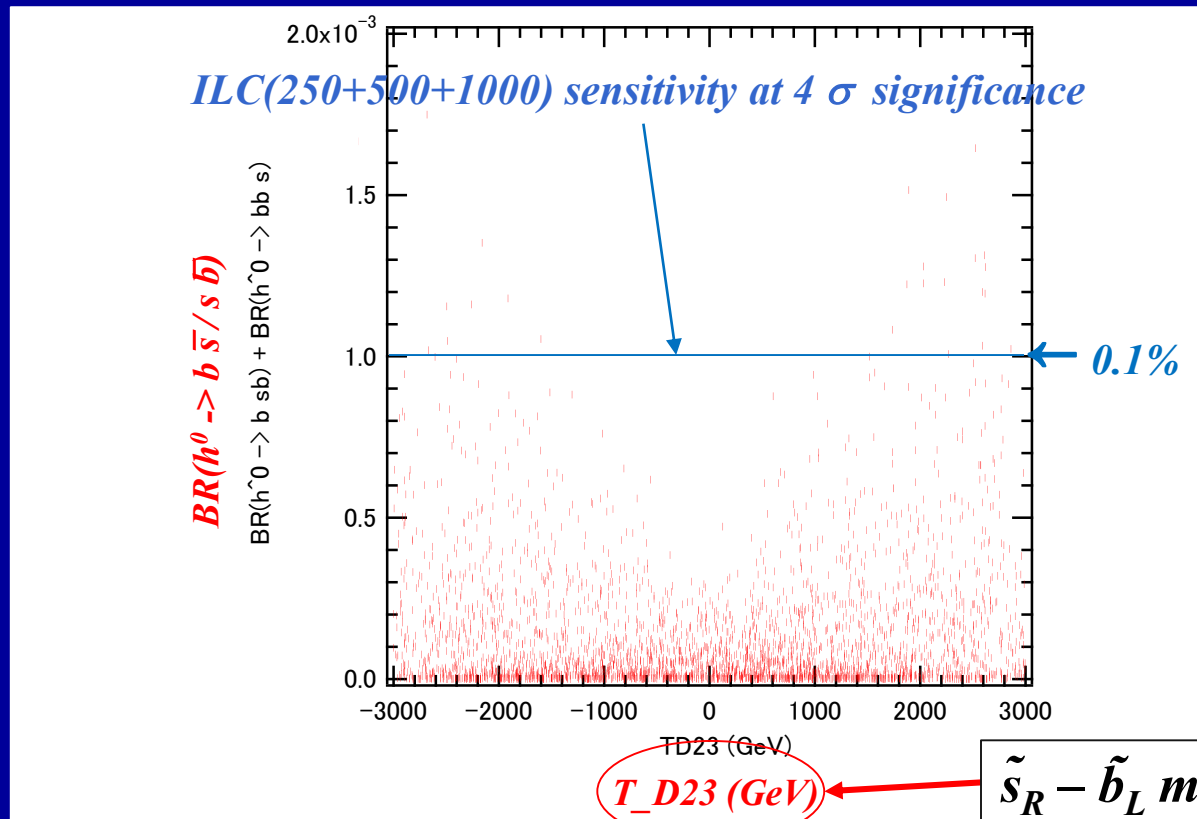 2.0x10⁻³
ILC(250+500+1000) sensitivity at 4 σ significance
1.5
1.0
0.5
0.0
BR(h⁰ -> b s̅ / s b̅)
BR(h^0 -> b sb) + BR(h^0 -> bb s)
0.1%
-3000 -2000 -1000 0 1000 2000 3000
TD23 (GeV)
T_D23 (GeV)
s̃_R – b̃_L m